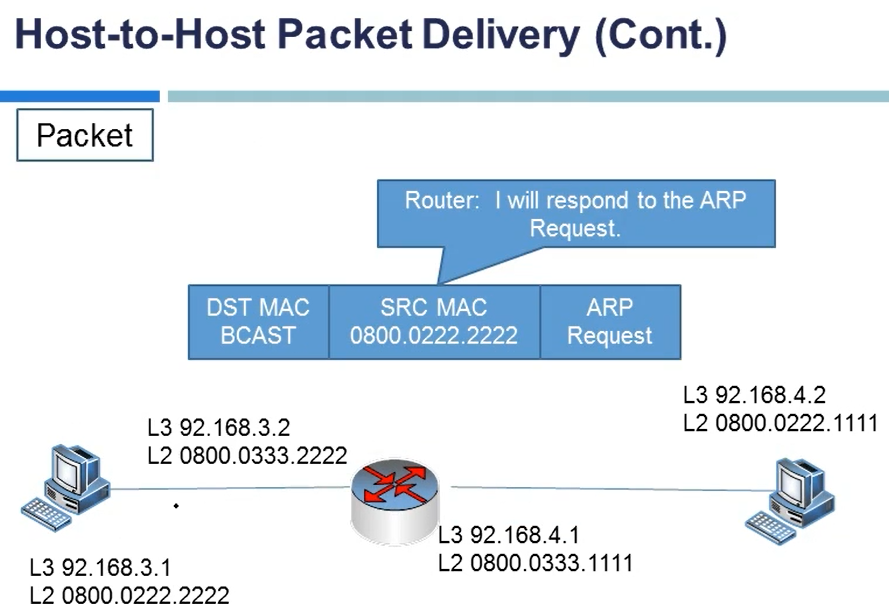 Host-to-Host Packet Delivery (Cont.)
Packet
Router: I will respond to the ARP
Request.
DST MAC
BCAST
SRC MAC
0800.0222.2222
ARP
Request
L3 92.168.4.2
L2 0800.0222.1111
L3 92.168.3.2
L2 0800.0333.2222
L3 92.168.4.1
L2 0800.0333.1111
L3 92.168.3.1
L2 0800.0222.2222